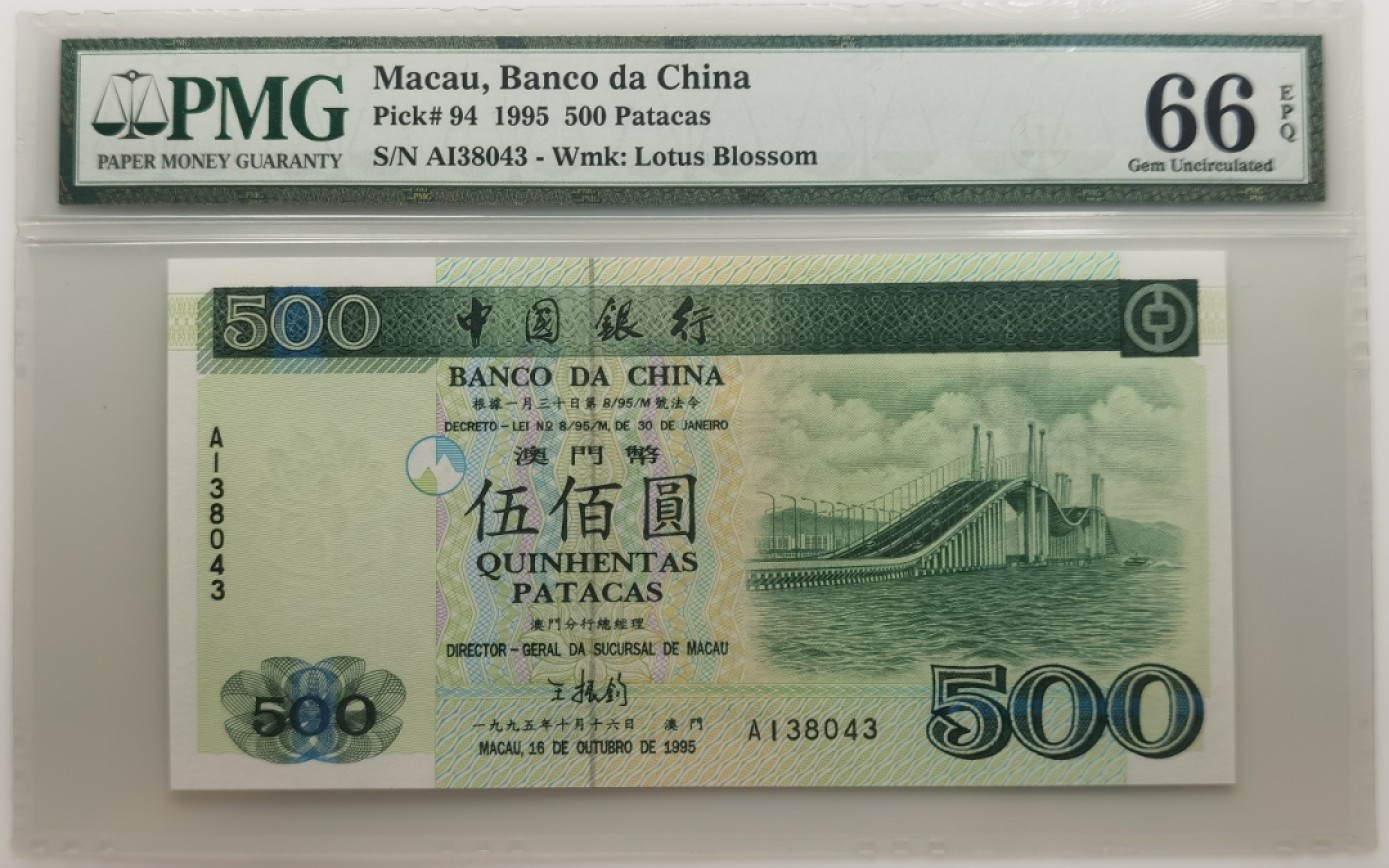 PMG
PAPER MONEY GUARANTY
Macau, Banco da China
Pick# 94 1995 500 Patacas
S/N AI38043 - Wmk: Lotus Blossom
66
EPQ
Gem Uncirculated
500
中國銀行
BANCO DA CHINA
根據一月三十日第8/95/M號法令
DECRETO-LEI Nº 8/95/M, DE 30 DE JANEIRO
澳門幣
伍佰圓
QUINHENTAS
PATACAS
澳門分行總經理
DIRECTOR-GERAL DA SUCURSAL DE MACAU
王振鈞
一九九五年十月十六日 澳門
MACAU, 16 DE OUTUBRO DE 1995
AI38043
AI38043
500
500